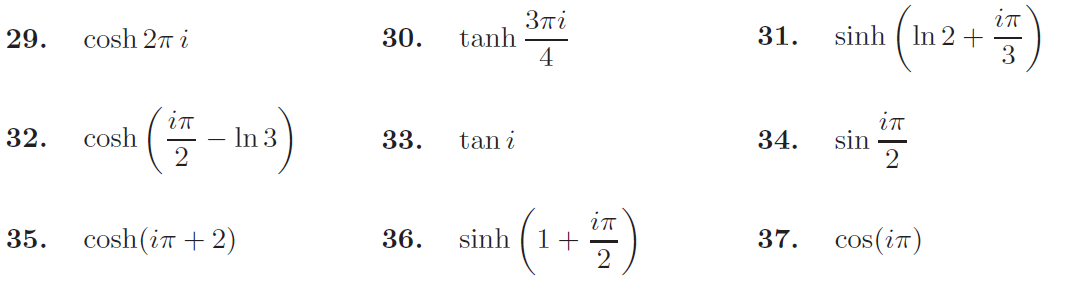 29. cosh 2π i 30. tanh 3πi/4 31. sinh (ln 2 + iπ/3)
32. cosh (iπ/2 − ln 3) 33. tan i 34. sin iπ/2
35. cosh(iπ + 2) 36. sinh (1 + iπ/2) 37. cos(iπ)